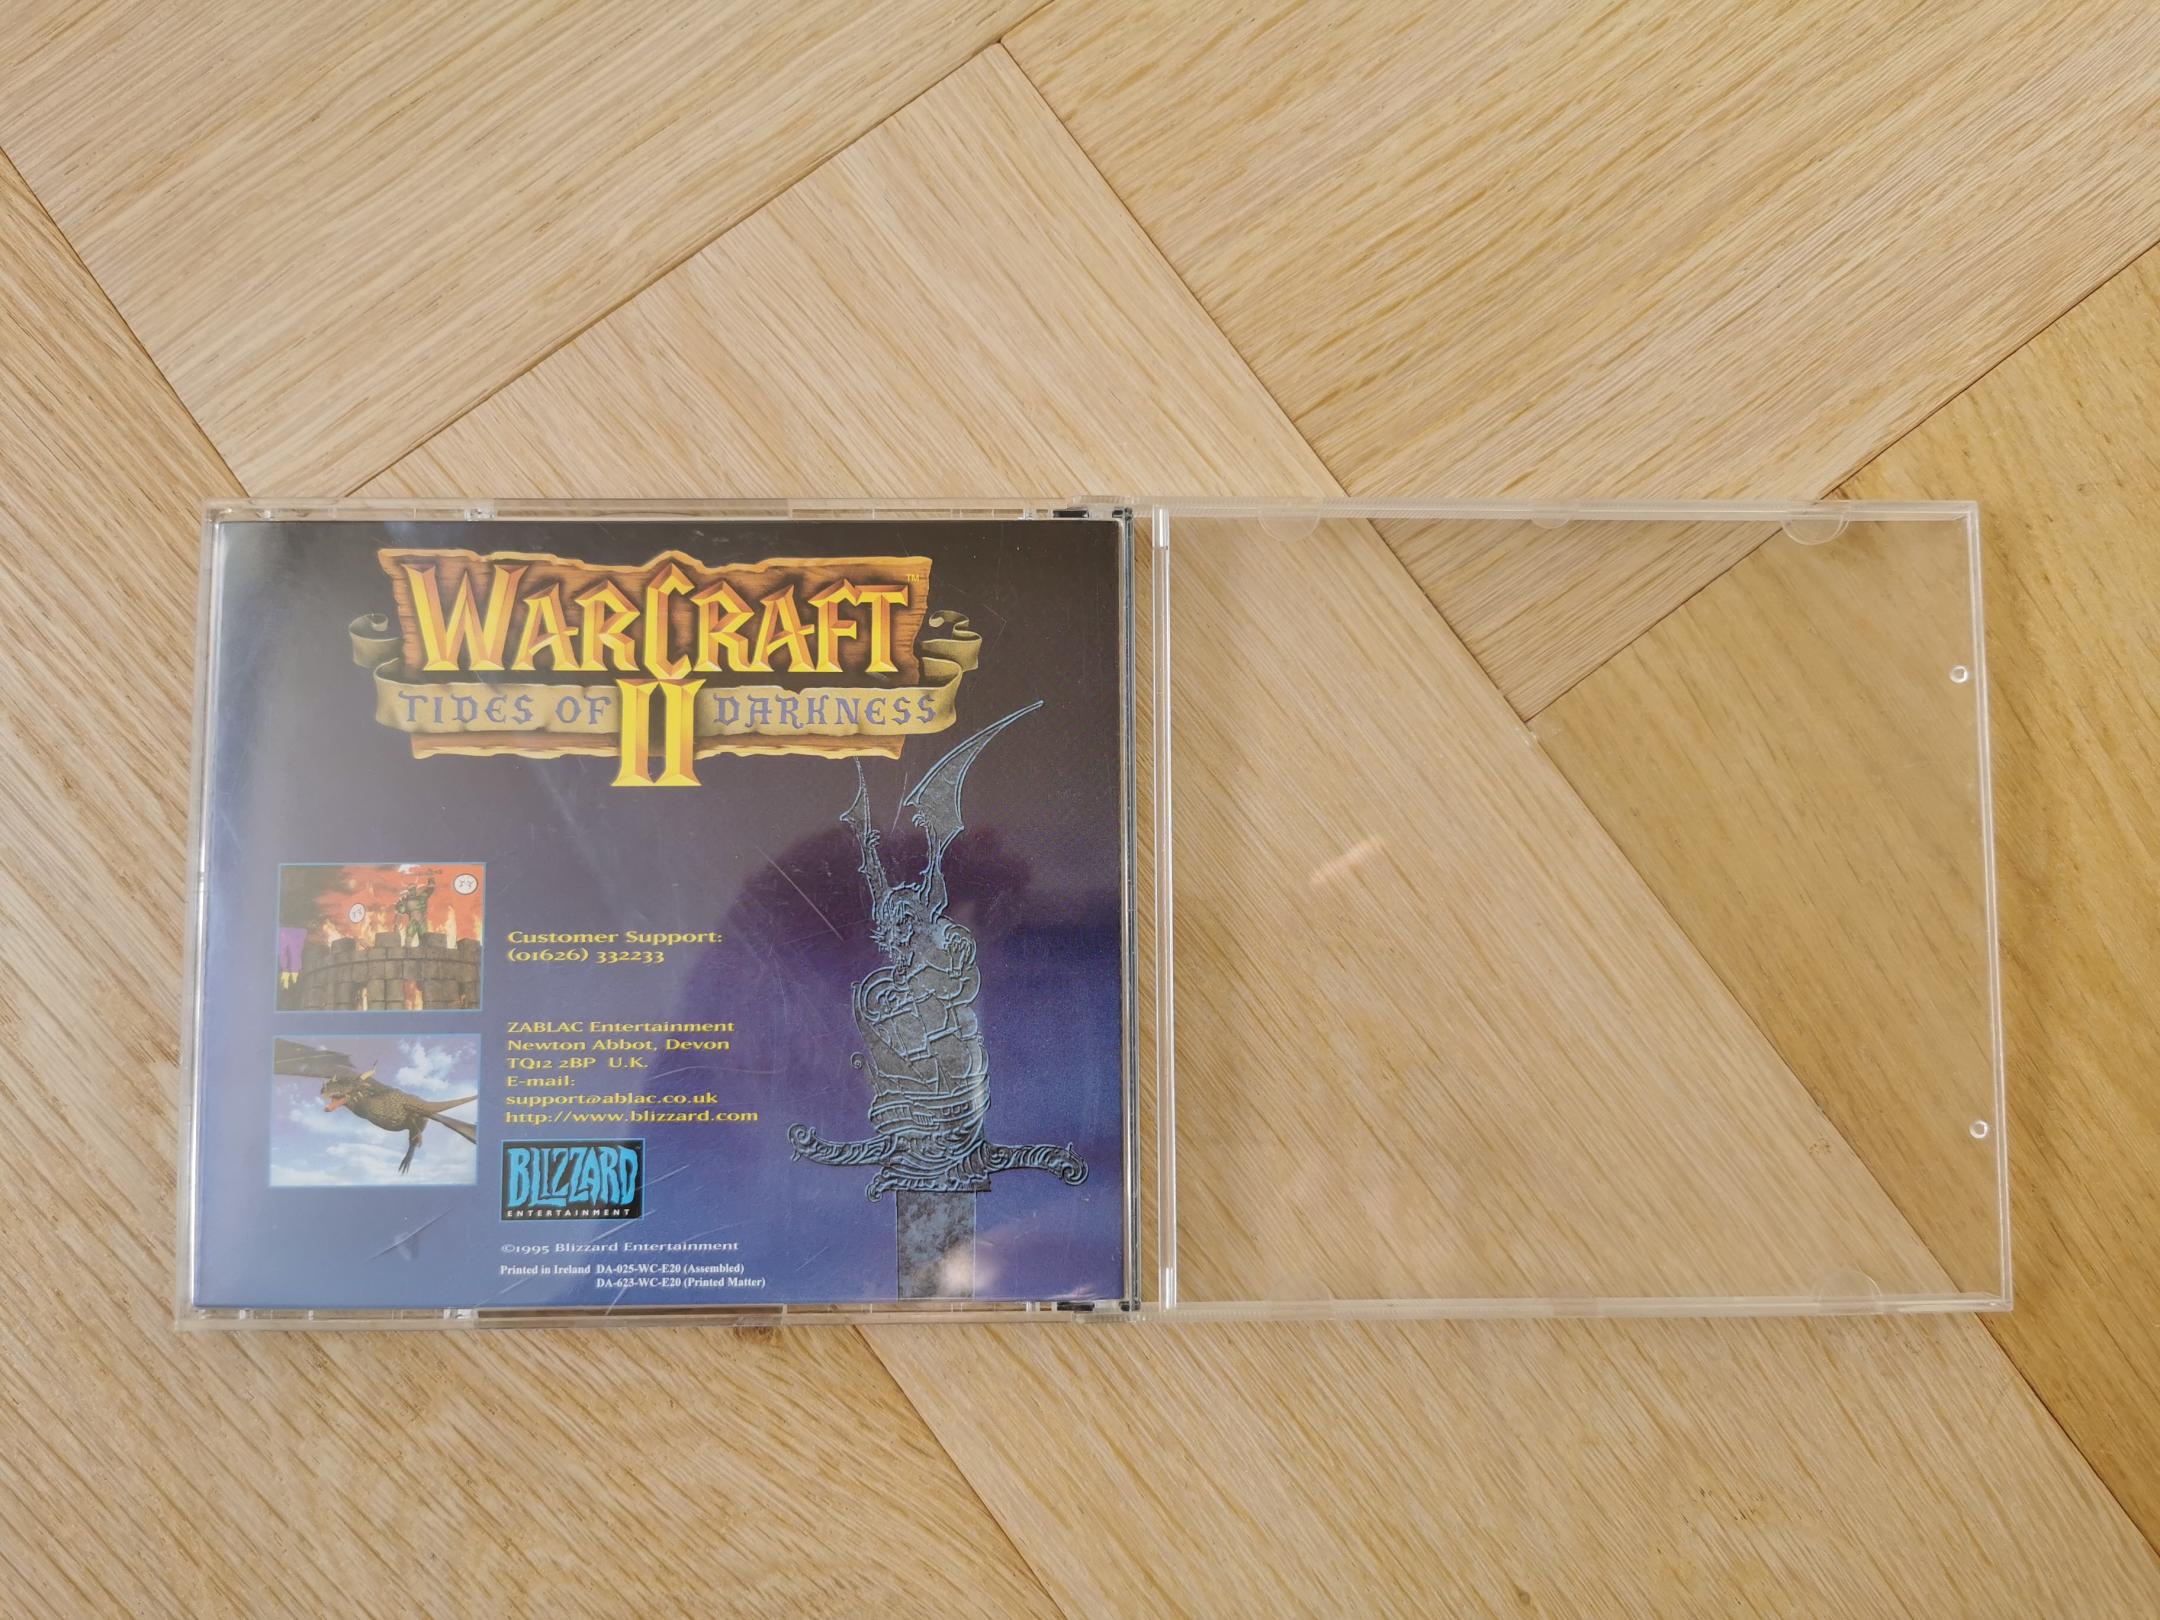 WARCRAFT™
TIDES OF II DARKNESS
Customer Support:
(01626) 332233
ZABLAC Entertainment
Newton Abbot, Devon
TQ12 2BP U.K.
E-mail:
support@ablac.co.uk
http://www.blizzard.com
BLIZZARD
ENTERTAINMENT
©1995 Blizzard Entertainment
Printed in Ireland DA-025-WC-E20 (Assembled)
DA-623-WC-E20 (Printed Matter)